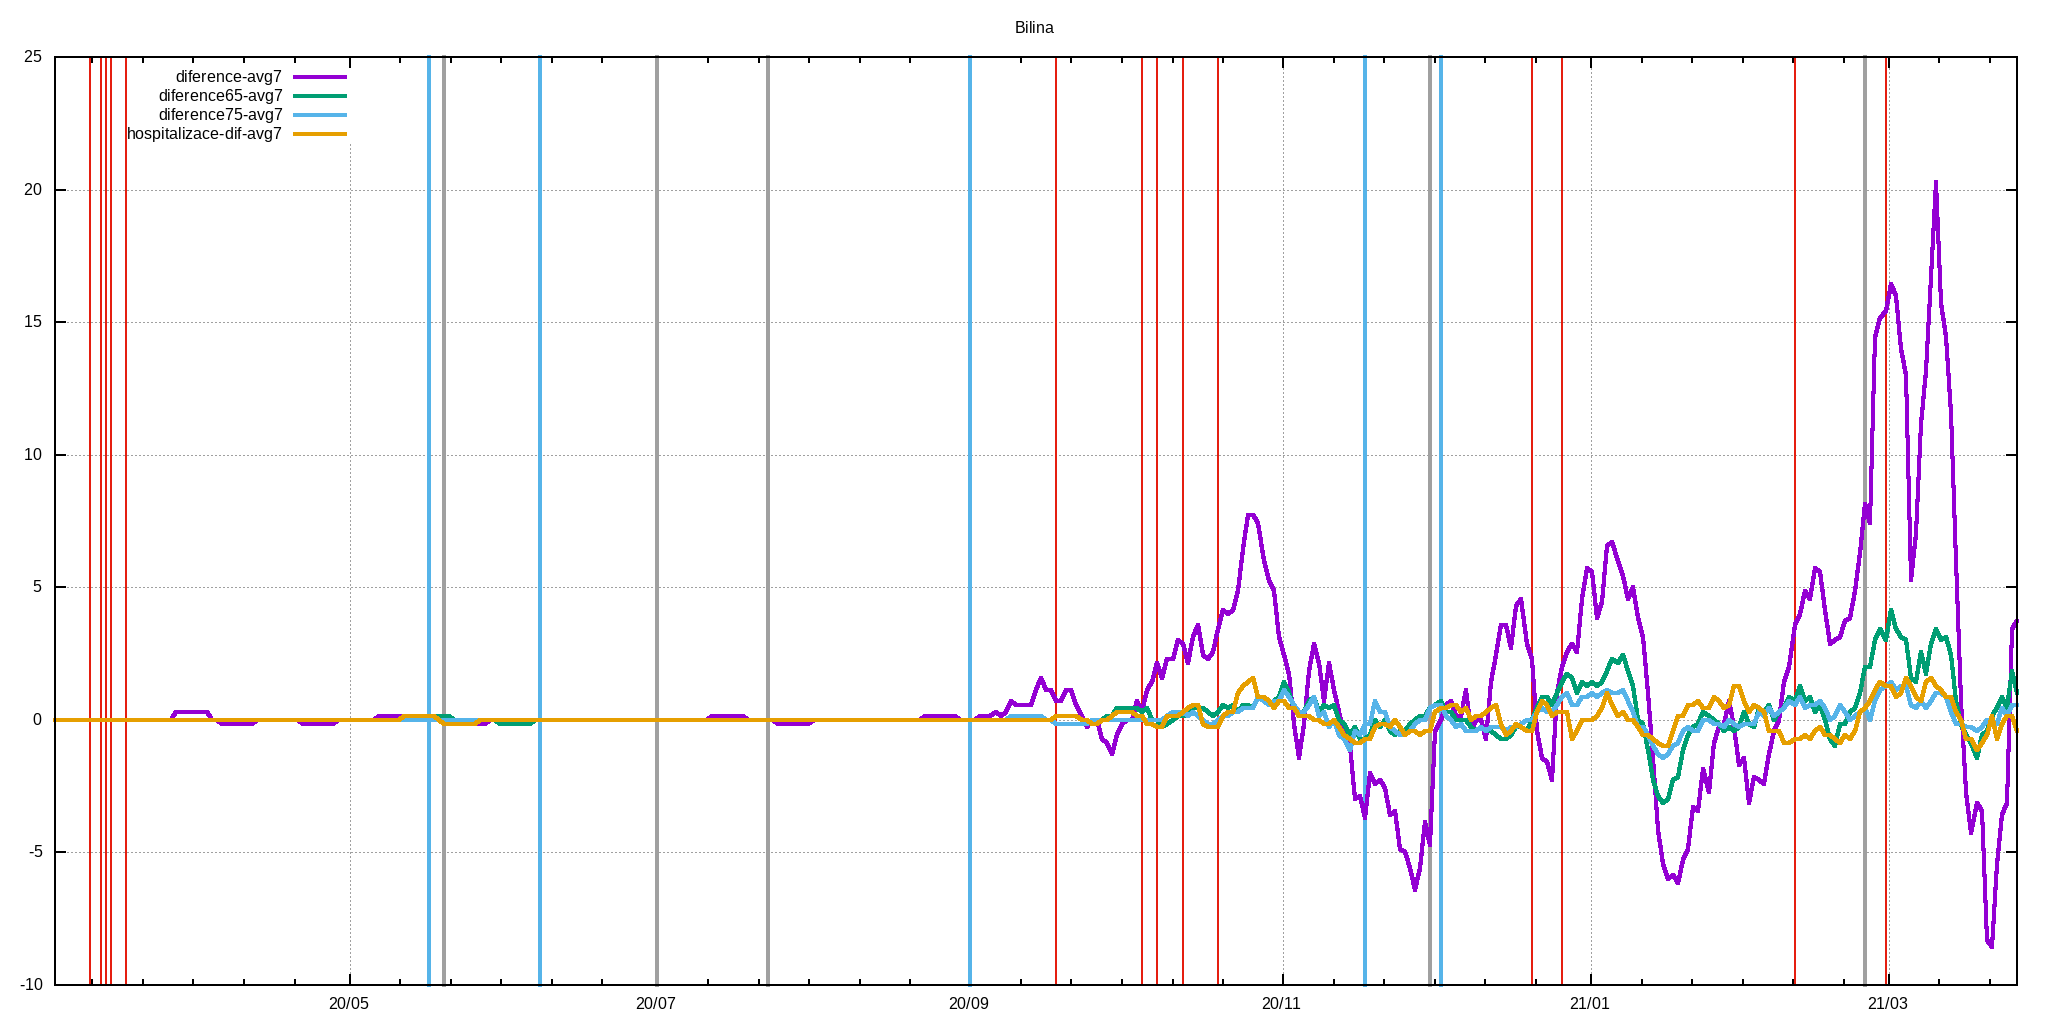 Bilina
25
diference-avg7
diference65-avg7
diference75-avg7
hospitalizace-dif-avg7
20
15
10
5
0
-5
-10
20/05 20/07 20/09 20/11 21/01 21/03